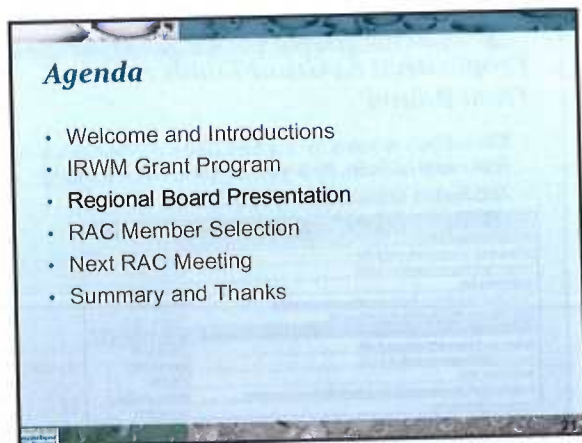 Agenda
• Welcome and Introductions
• IRWM Grant Program
• Regional Board Presentation
• RAC Member Selection
• Next RAC Meeting
• Summary and Thanks